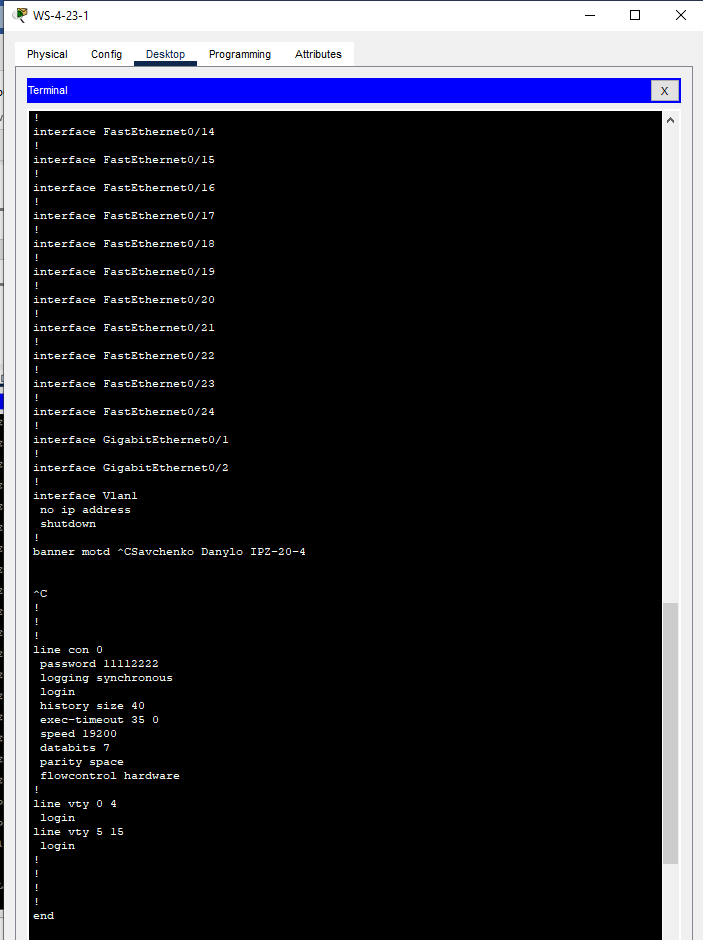 WS-4-23-1
Physical Config Desktop Programming Attributes
Terminal X
!
interface FastEthernet0/14
!
interface FastEthernet0/15
!
interface FastEthernet0/16
!
interface FastEthernet0/17
!
interface FastEthernet0/18
!
interface FastEthernet0/19
!
interface FastEthernet0/20
!
interface FastEthernet0/21
!
interface FastEthernet0/22
!
interface FastEthernet0/23
!
interface FastEthernet0/24
!
interface GigabitEthernet0/1
!
interface GigabitEthernet0/2
!
interface Vlan1
 no ip address
 shutdown
!
banner motd ^CSavchenko Danylo IPZ-20-4
^C
!
!
!
line con 0
 password 11112222
 logging synchronous
 login
 history size 40
 exec-timeout 35 0
 speed 19200
 databits 7
 parity space
 flowcontrol hardware
!
line vty 0 4
 login
line vty 5 15
 login
!
!
!
!
end